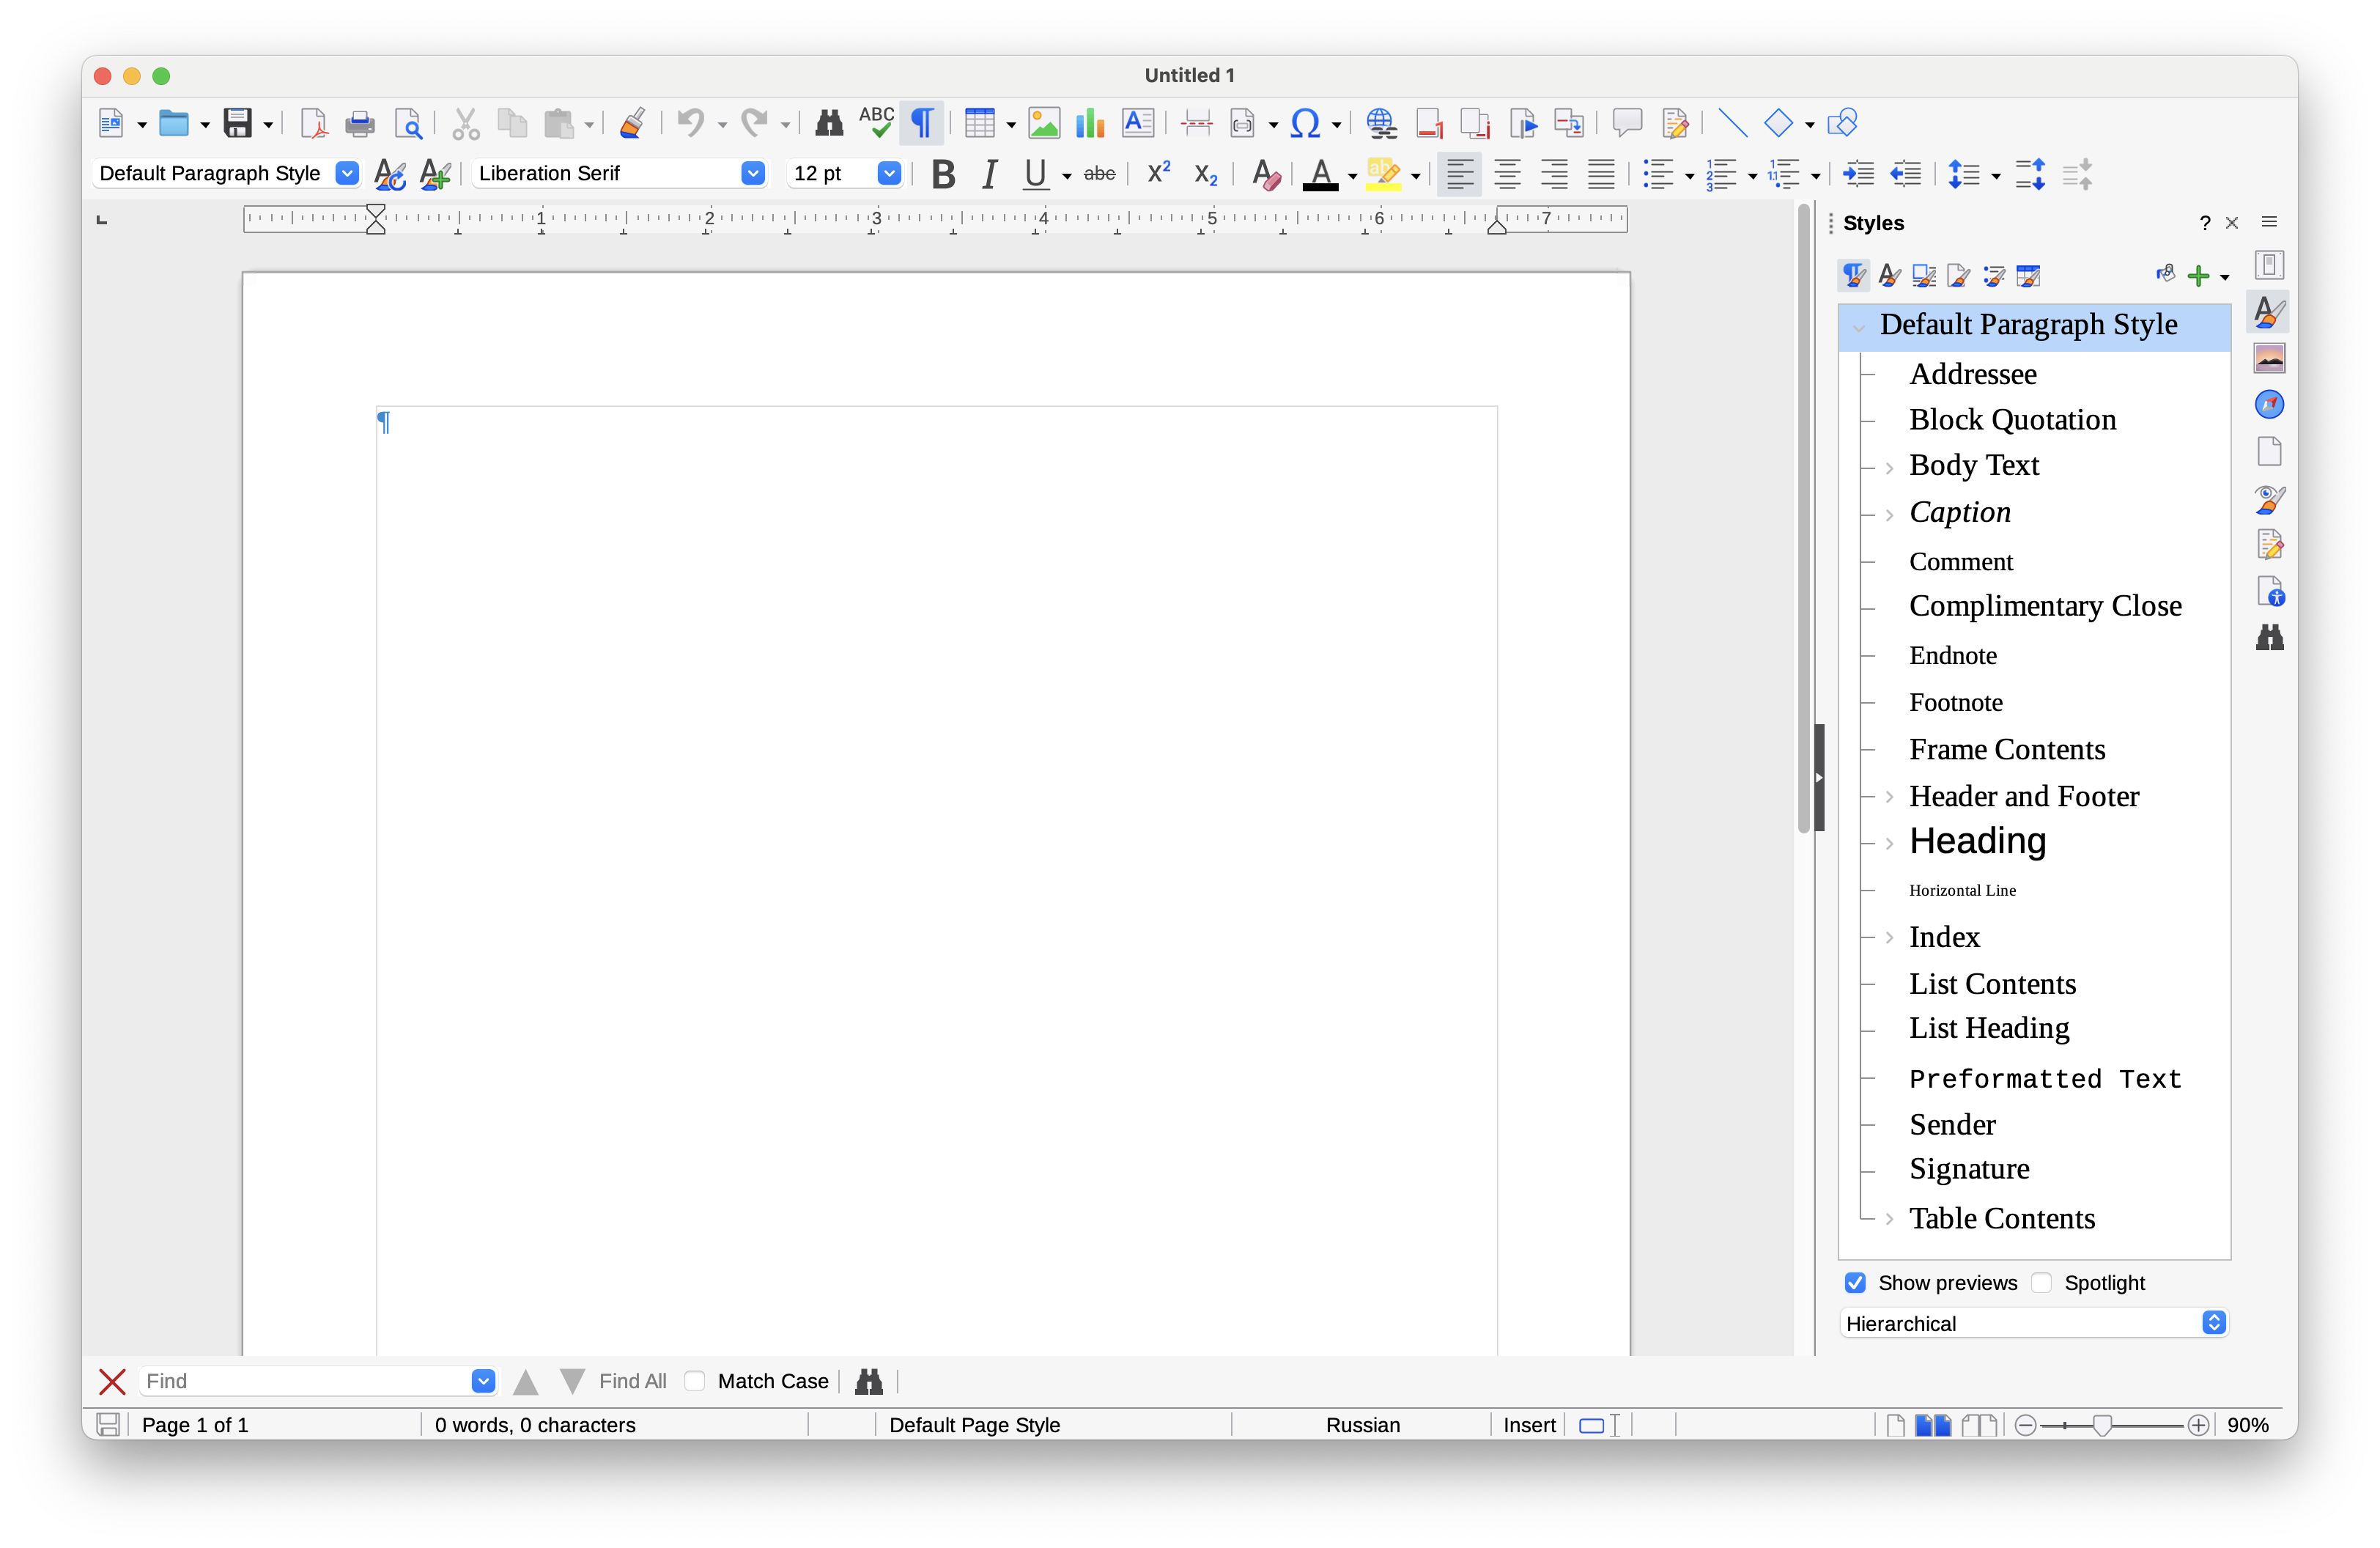 Untitled 1
ABC
Default Paragraph Style
Liberation Serif
12 pt
B I U abc X² X₂ A A
1 2 3 4 5 6 7
Styles
?
¶
Default Paragraph Style
Addressee
Block Quotation
Body Text
Caption
Comment
Complimentary Close
Endnote
Footnote
Frame Contents
Header and Footer
Heading
Horizontal Line
Index
List Contents
List Heading
Preformatted Text
Sender
Signature
Table Contents
Show previews Spotlight
Hierarchical
Find Find All Match Case
Page 1 of 1 0 words, 0 characters Default Page Style Russian Insert 90%